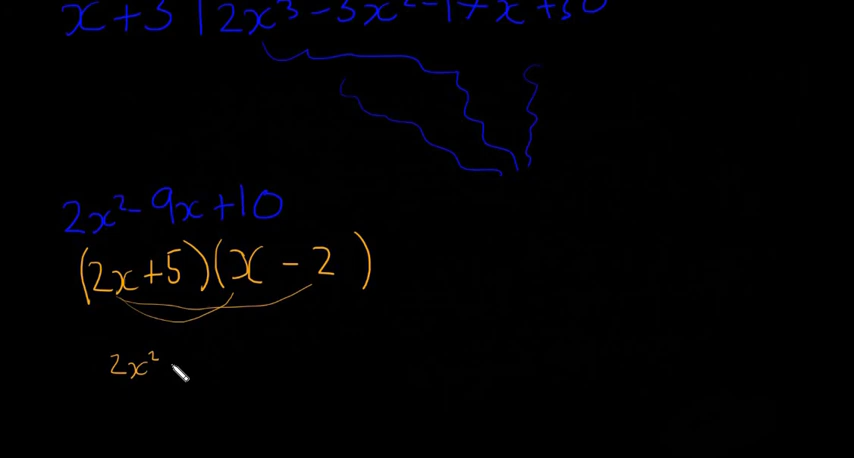 x+3 | 2x³-3x²-17x+30
2x²-9x+10
(2x+5)(x-2)
2x²